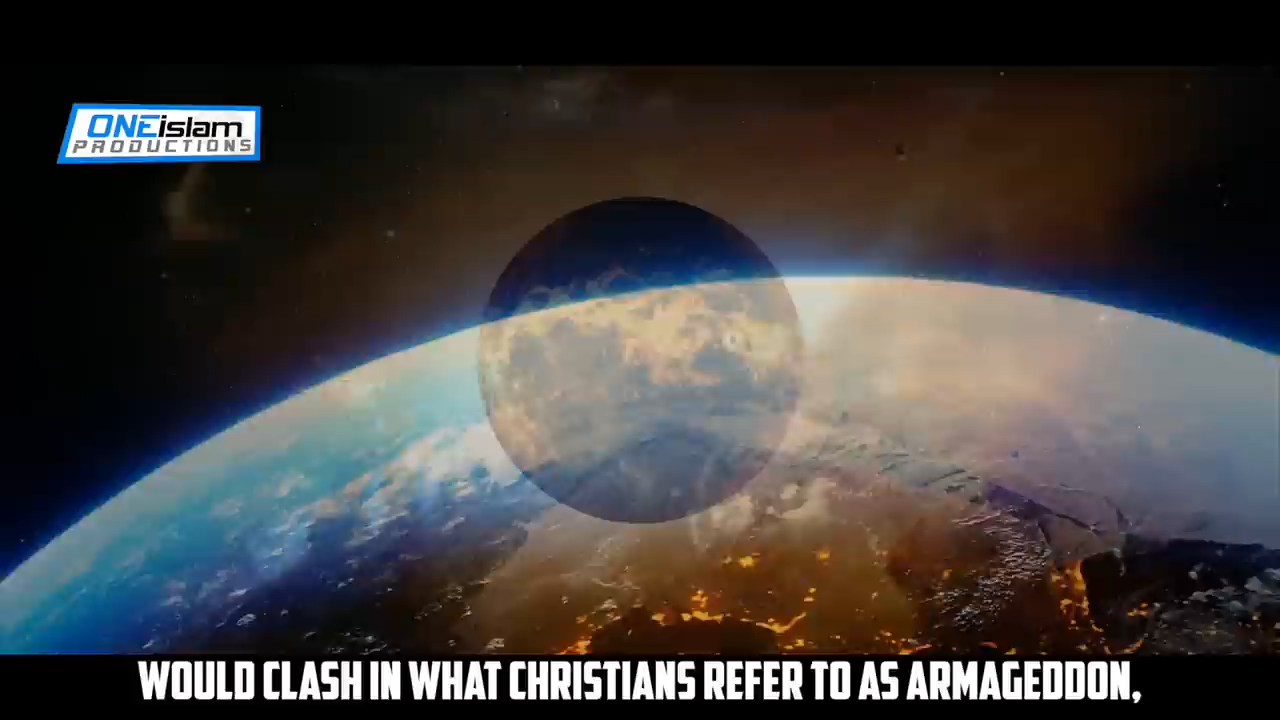 ONEislam
PRODUCTIONS
WOULD CLASH IN WHAT CHRISTIANS REFER TO AS ARMAGEDDON,